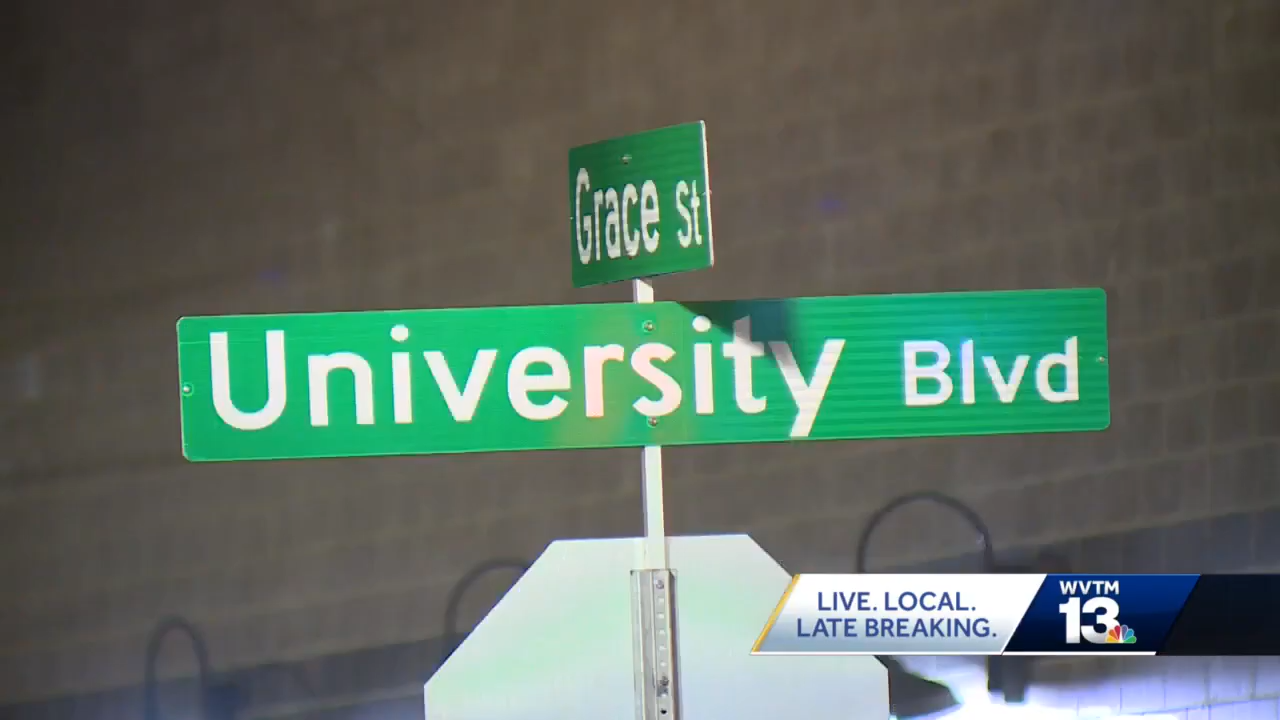 Grace St
University Blvd
LIVE. LOCAL.
LATE BREAKING.
WVTM
13